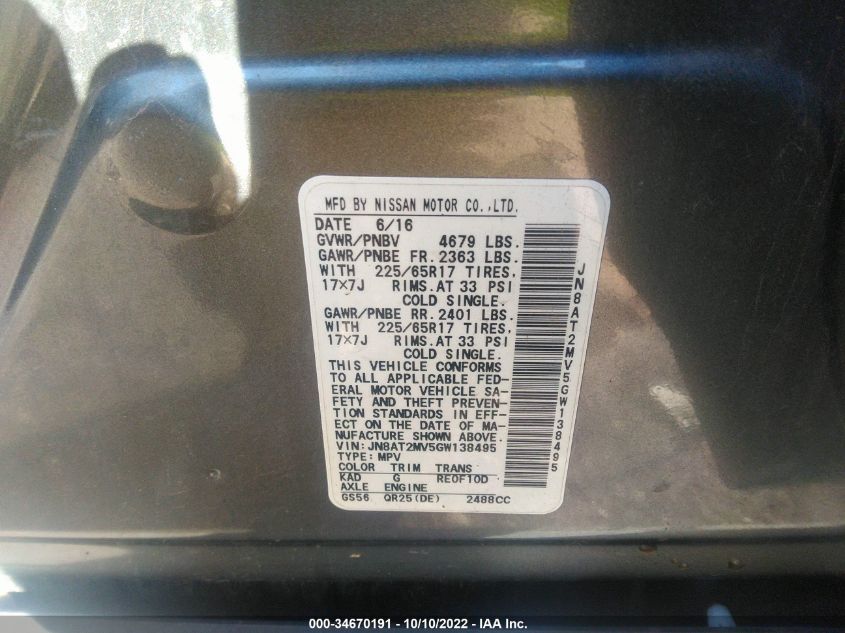 MFD BY NISSAN MOTOR CO.,LTD.
DATE 6/16
GVWR/PNBV 4679 LBS.
GAWR/PNBE FR. 2363 LBS.
WITH 225/65R17 TIRES,
17×7J RIMS.AT 33 PSI
COLD SINGLE.
GAWR/PNBE RR. 2401 LBS.
WITH 225/65R17 TIRES,
17×7J RIMS.AT 33 PSI
COLD SINGLE.
THIS VEHICLE CONFORMS
TO ALL APPLICABLE FED-
ERAL MOTOR VEHICLE SA-
FETY AND THEFT PREVEN-
TION STANDARDS IN EFF-
ECT ON THE DATE OF MA-
NUFACTURE SHOWN ABOVE.
VIN:JN8AT2MV5GW138495
TYPE:MPV
COLOR TRIM TRANS
KAD G RE0F10D
AXLE ENGINE
GS56 QR25(DE) 2488CC
JN8AT2MV5GW138495
000-34670191 - 10/10/2022 - IAA Inc.